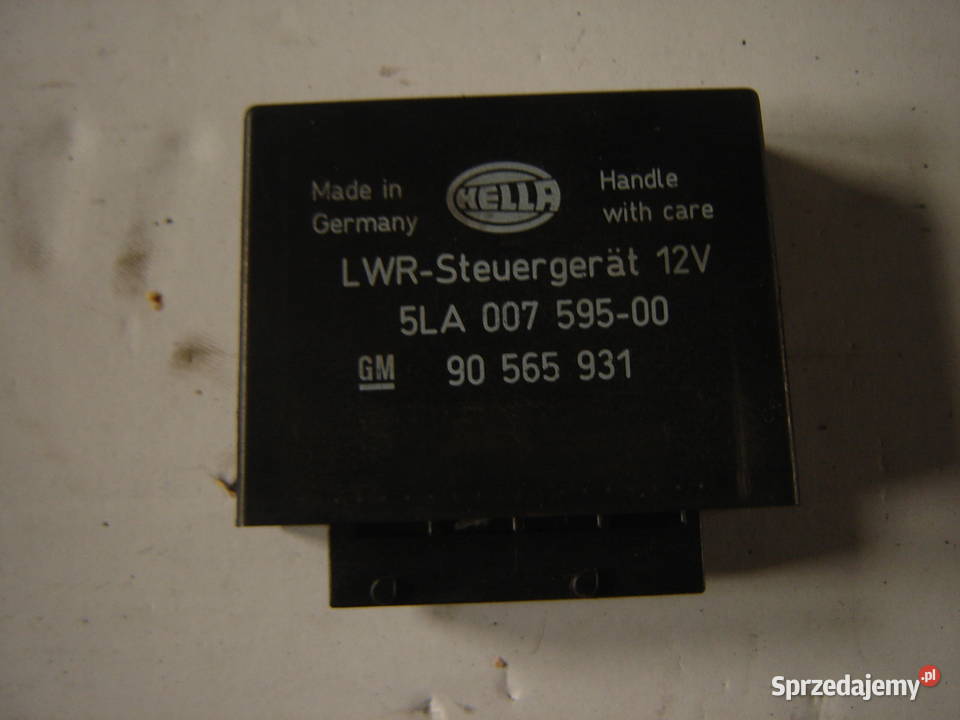 Made in
Germany
HELLA
Handle
with care
LWR-Steuergerät 12V
5LA 007 595-00
GM 90 565 931
Sprzedajemy.pl